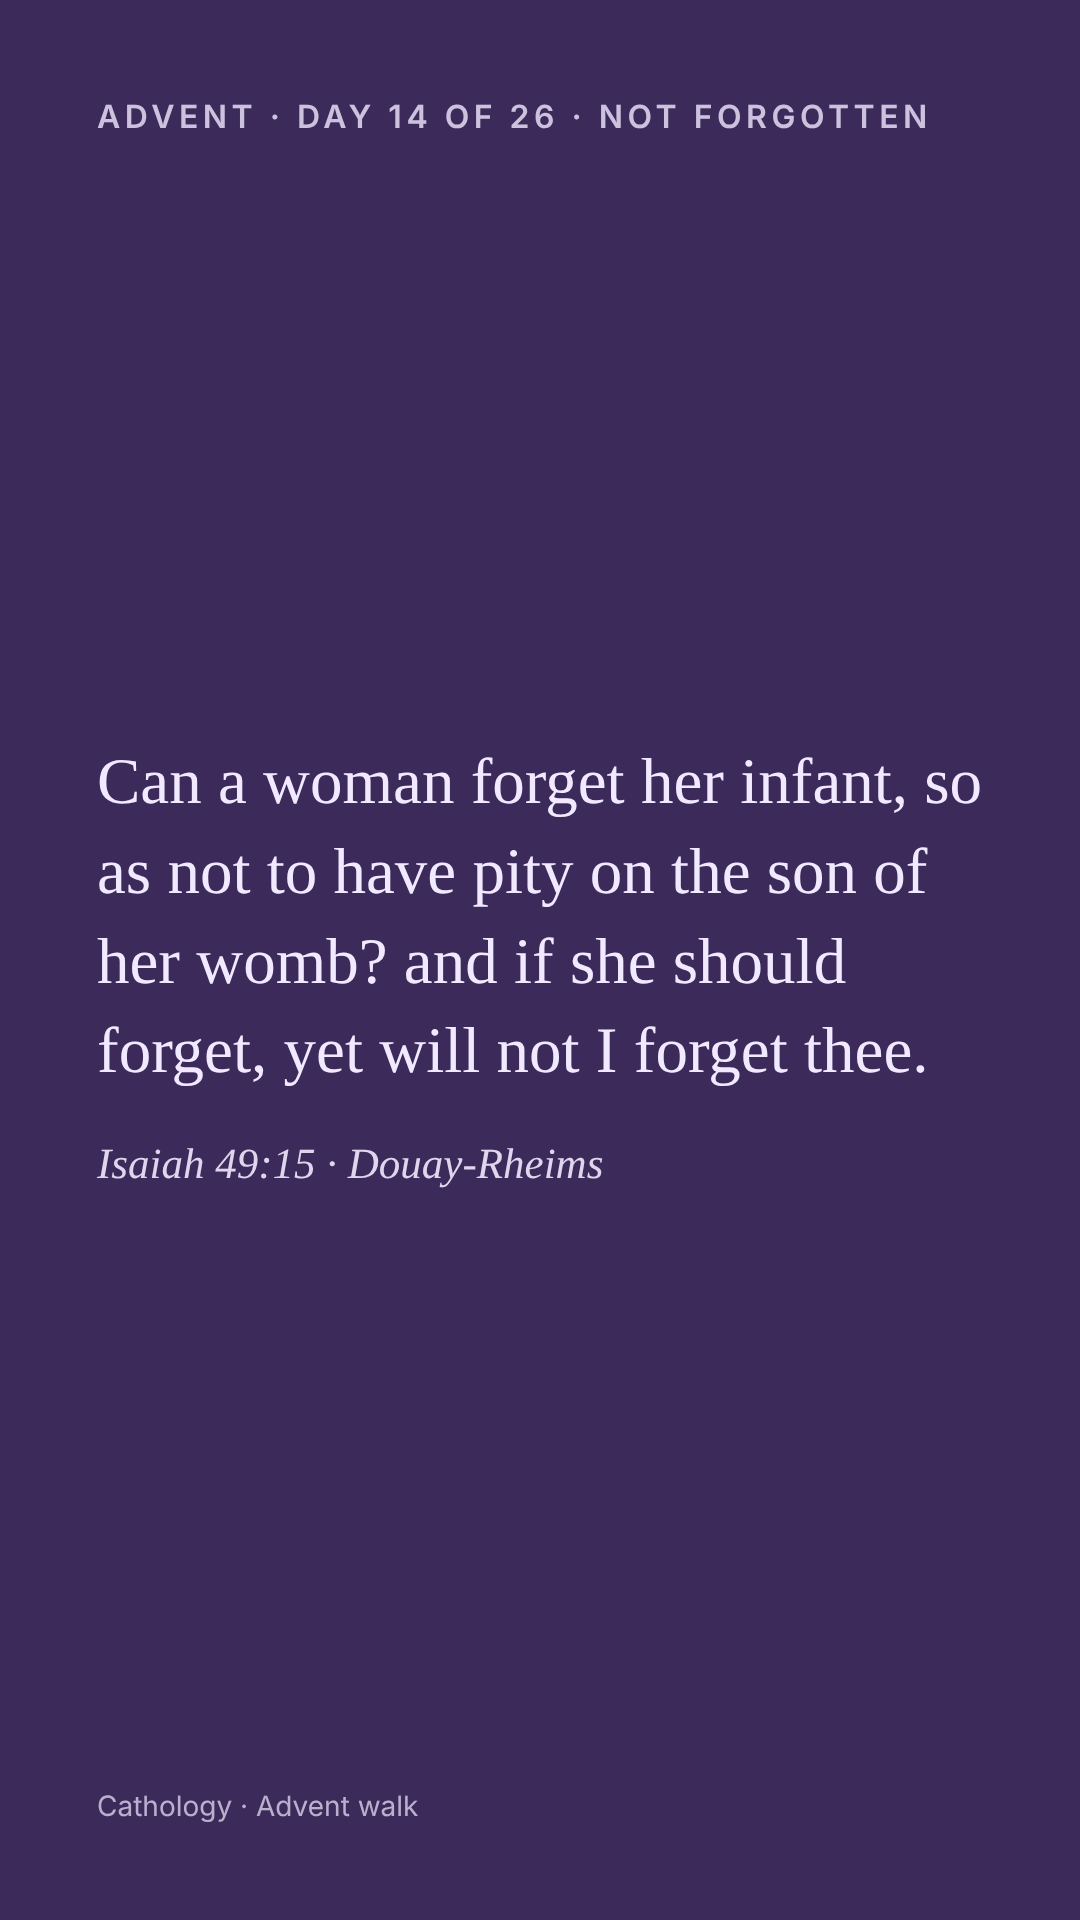 ADVENT · DAY 14 OF 26 · NOT FORGOTTEN
Can a woman forget her infant, so
as not to have pity on the son of
her womb? and if she should
forget, yet will not I forget thee.
Isaiah 49:15 · Douay-Rheims
Cathology · Advent walk